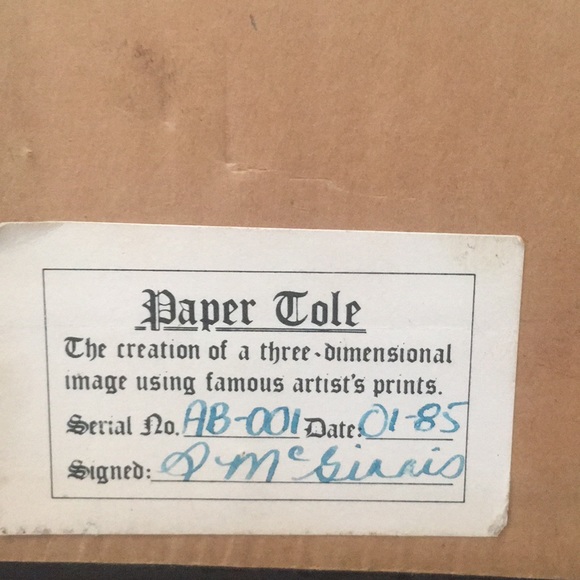 Paper Tole
The creation of a three-dimensional
image using famous artist's prints.
Serial No. AB-001 Date: 01-85
Signed: McGinnis